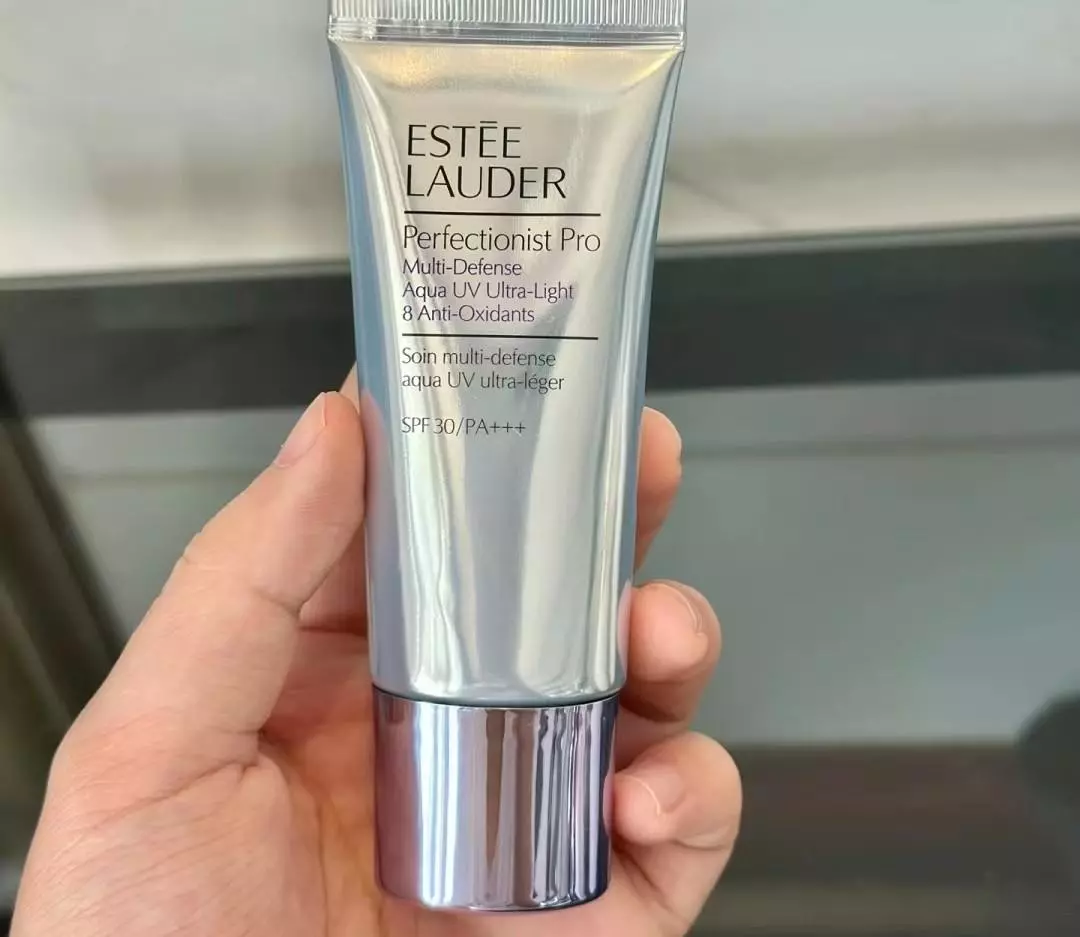 ESTĒE
LAUDER
Perfectionist Pro
Multi-Defense
Aqua UV Ultra-Light
8 Anti-Oxidants
Soin multi-defense
aqua UV ultra-léger
SPF 30/PA+++